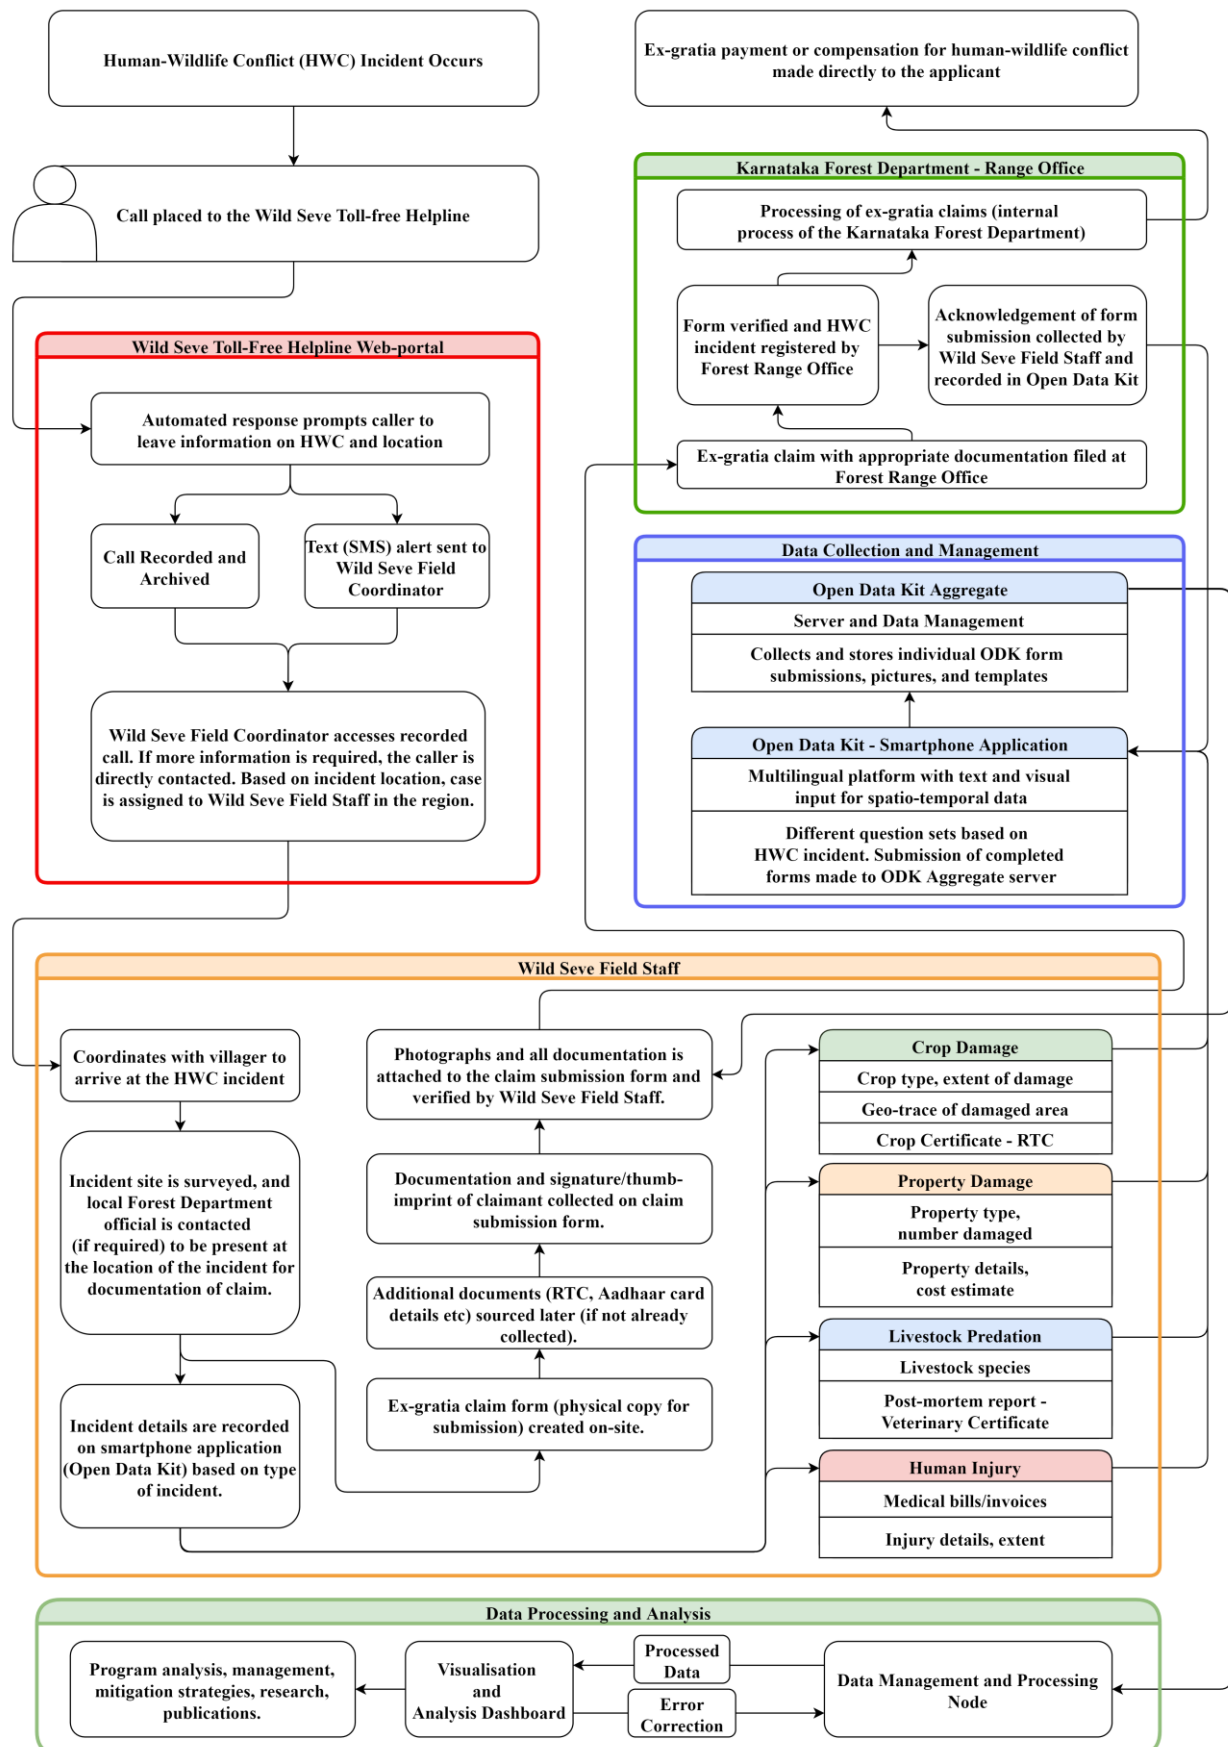 Human-Wildlife Conflict (HWC) Incident Occurs
Call placed to the Wild Seve Toll-free Helpline
Wild Seve Toll-Free Helpline Web-portal
Automated response prompts caller to
leave information on HWC and location
Call Recorded and
Archived
Text (SMS) alert sent to
Wild Seve Field
Coordinator
Wild Seve Field Coordinator accesses recorded
call. If more information is required, the caller is
directly contacted. Based on incident location, case
is assigned to Wild Seve Field Staff in the region.
Ex-gratia payment or compensation for human-wildlife conflict
made directly to the applicant
Karnataka Forest Department - Range Office
Processing of ex-gratia claims (internal
process of the Karnataka Forest Department)
Form verified and HWC
incident registered by
Forest Range Office
Acknowledgement of form
submission collected by
Wild Seve Field Staff and
recorded in Open Data Kit
Ex-gratia claim with appropriate documentation filed at
Forest Range Office
Data Collection and Management
Open Data Kit Aggregate
Server and Data Management
Collects and stores individual ODK form
submissions, pictures, and templates
Open Data Kit - Smartphone Application
Multilingual platform with text and visual
input for spatio-temporal data
Different question sets based on
HWC incident. Submission of completed
forms made to ODK Aggregate server
Wild Seve Field Staff
Coordinates with villager to
arrive at the HWC incident
Incident site is surveyed, and
local Forest Department
official is contacted
(if required) to be present at
the location of the incident for
documentation of claim.
Incident details are recorded
on smartphone application
(Open Data Kit) based on type
of incident.
Photographs and all documentation is
attached to the claim submission form and
verified by Wild Seve Field Staff.
Documentation and signature/thumb-
imprint of claimant collected on claim
submission form.
Additional documents (RTC, Aadhaar card
details etc) sourced later (if not already
collected).
Ex-gratia claim form (physical copy for
submission) created on-site.
Crop Damage
Crop type, extent of damage
Geo-trace of damaged area
Crop Certificate - RTC
Property Damage
Property type,
number damaged
Property details,
cost estimate
Livestock Predation
Livestock species
Post-mortem report -
Veterinary Certificate
Human Injury
Medical bills/invoices
Injury details, extent
Data Processing and Analysis
Program analysis, management,
mitigation strategies, research,
publications.
Visualisation
and
Analysis Dashboard
Processed
Data
Error
Correction
Data Management and Processing
Node